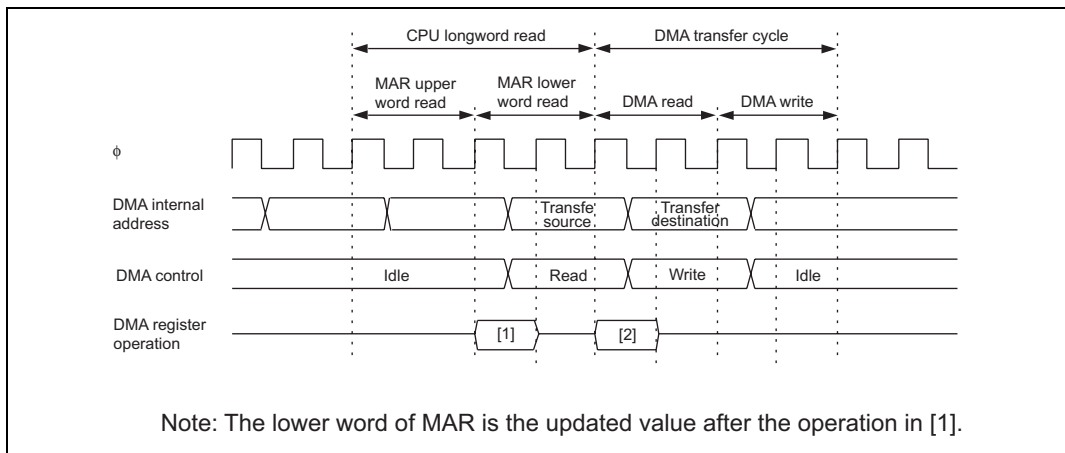 CPU longword read DMA transfer cycle
MAR upper word read
MAR lower word read
DMA read DMA write
ϕ
DMA internal address
Transfe source
Transfer destination
DMA control Idle Read Write Idle
DMA register operation [1] [2]
Note: The lower word of MAR is the updated value after the operation in [1].